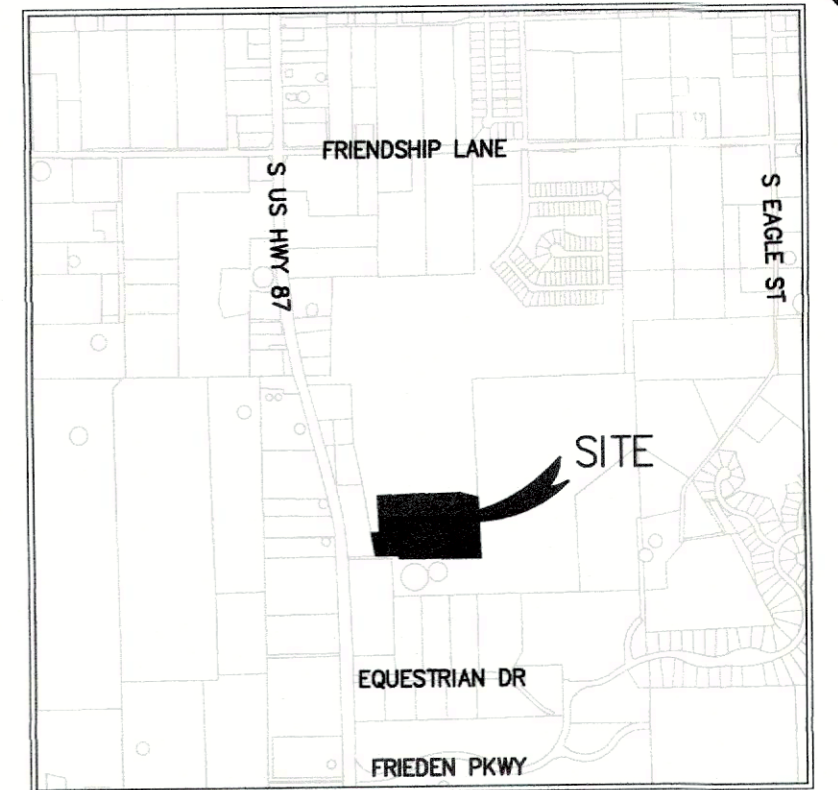 FRIENDSHIP LANE
S US HWY 87
S EAGLE ST
SITE
EQUESTRIAN DR
FRIEDEN PKWY